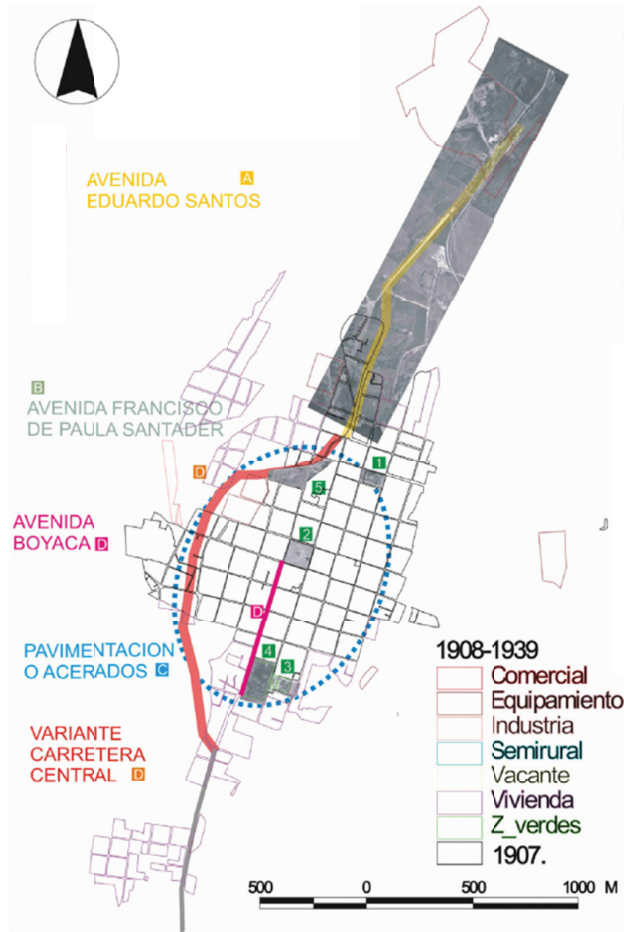 AVENIDA A
EDUARDO SANTOS
B
AVENIDA FRANCISCO
DE PAULA SANTADER
D
1
5
AVENIDA
BOYACA D
2
D
PAVIMENTACION
O ACERADOS C
4
3
VARIANTE
CARRETERA
CENTRAL D
1908-1939
Comercial
Equipamiento
Industria
Semirural
Vacante
Vivienda
Z_verdes
1907.
500 0 500 1000 M